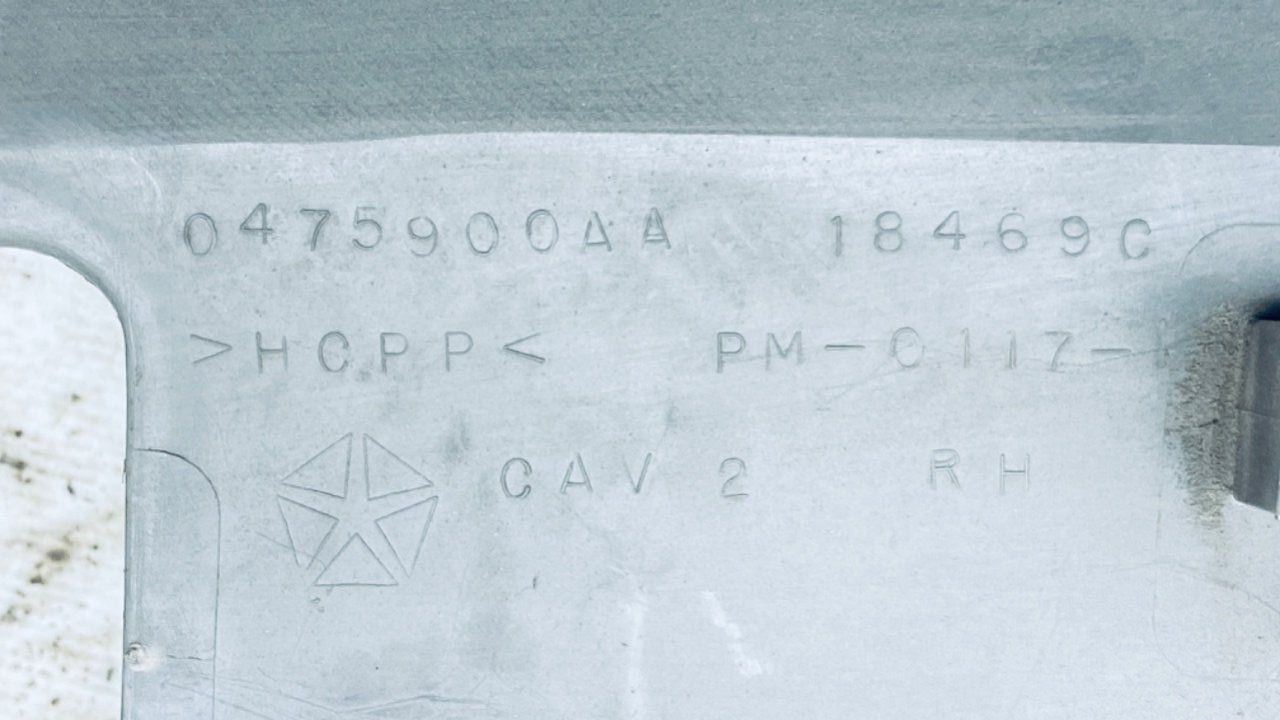 0475900AA 18469C
>HCPP< PM-0117-
CAV 2 RH